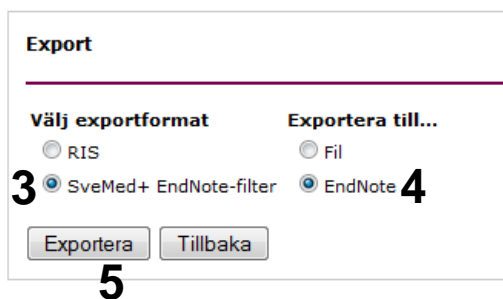 Export
Välj exportformat Exportera till...
RIS Fil
3 SveMed+ EndNote-filter EndNote 4
Exportera Tillbaka
5